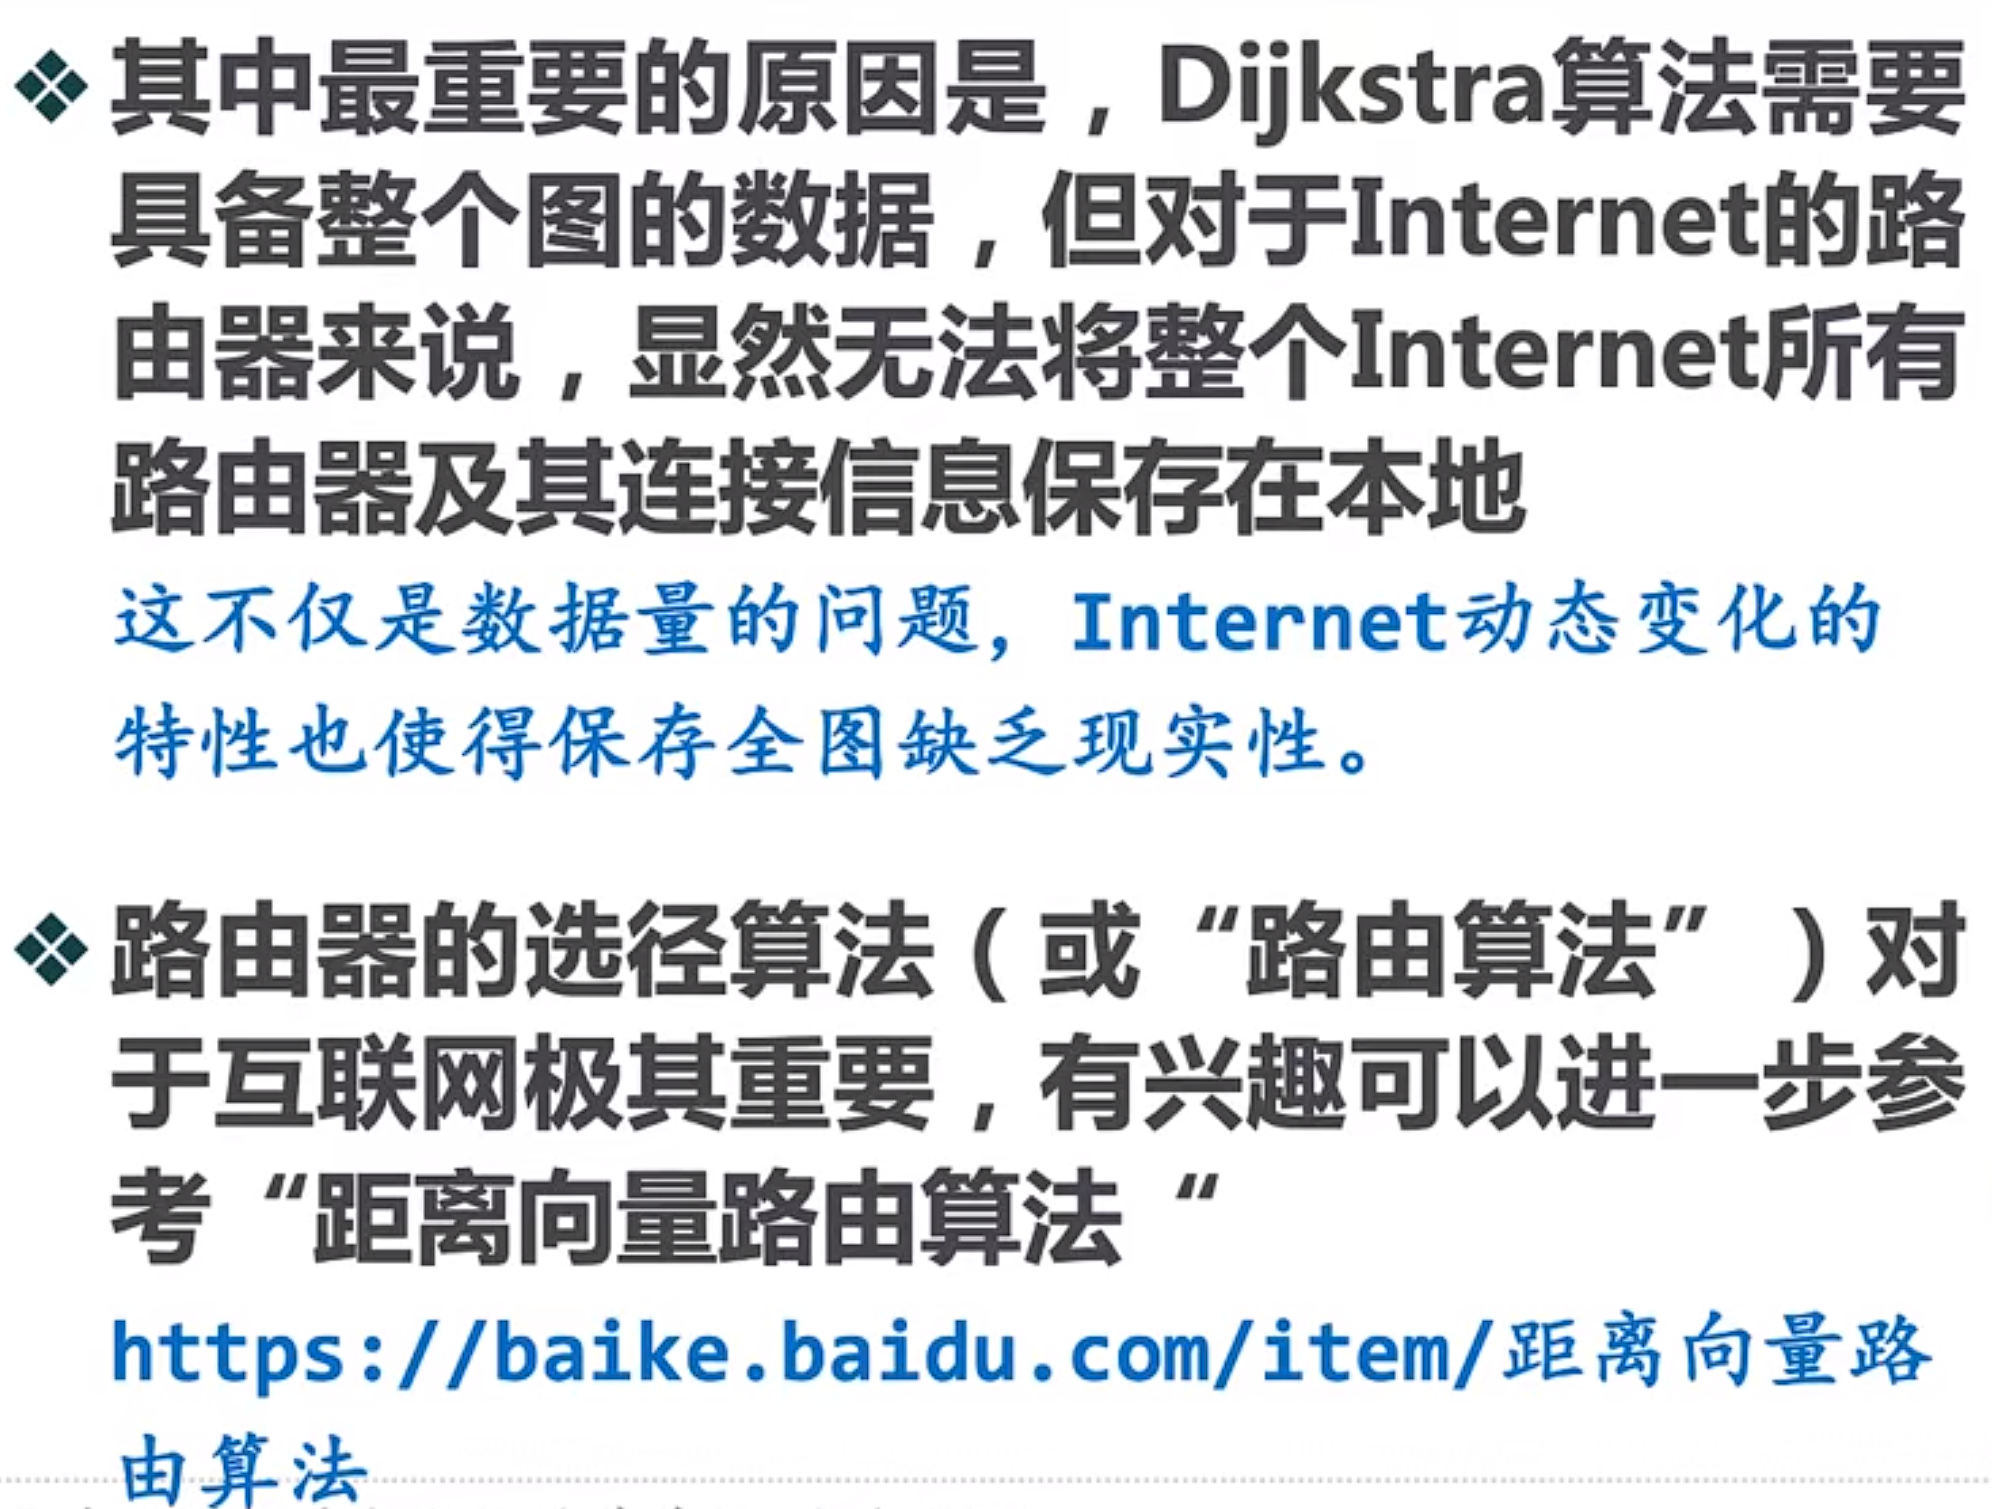 ❖其中最重要的原因是，Dijkstra算法需要
具备整个图的数据，但对于Internet的路
由器来说，显然无法将整个Internet所有
路由器及其连接信息保存在本地
这不仅是数据量的问题，Internet动态变化的
特性也使得保存全图缺乏现实性。
❖路由器的选径算法（或“路由算法”）对
于互联网极其重要，有兴趣可以进一步参
考“距离向量路由算法“
https://baike.baidu.com/item/距离向量路
由算法